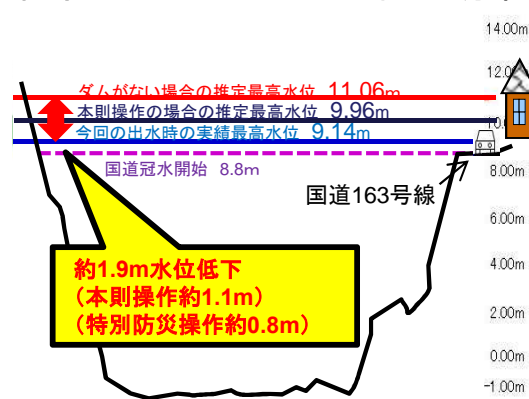 14.00m
ダムがない場合の推定最高水位 11.06m
12.0
本則操作の場合の推定最高水位 9.96m
今回の出水時の実績最高水位 9.14m
国道冠水開始 8.8m
8.00m
国道163号線
6.00m
約1.9m水位低下
(本則操作約1.1m)
(特別防災操作約0.8m)
4.00m
2.00m
0.00m
-1.00m